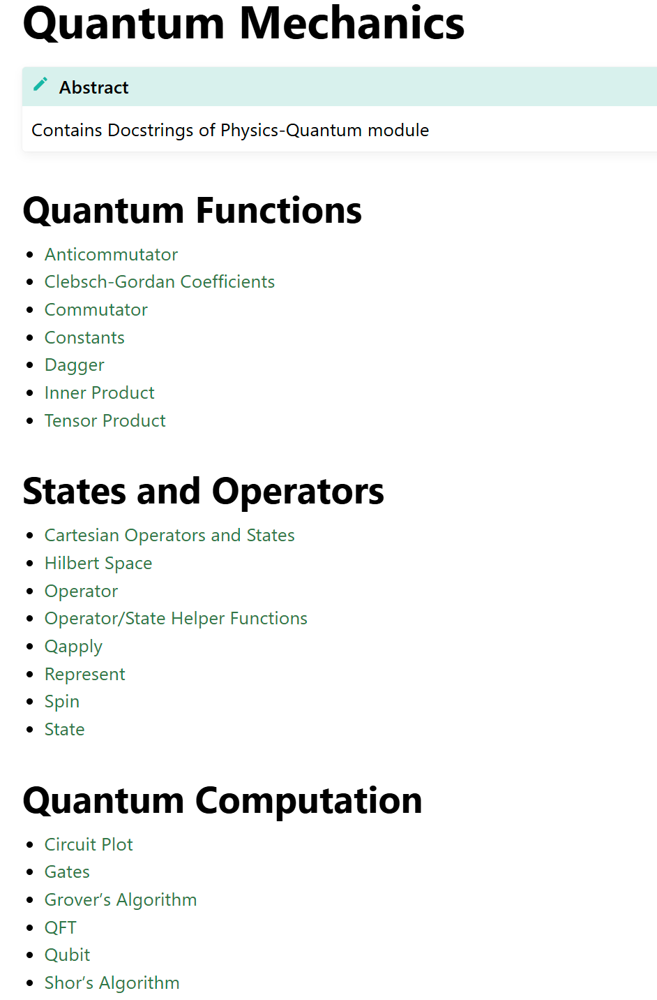 Quantum Mechanics
Abstract
Contains Docstrings of Physics-Quantum module
Quantum Functions
Anticommutator
Clebsch-Gordan Coefficients
Commutator
Constants
Dagger
Inner Product
Tensor Product
States and Operators
Cartesian Operators and States
Hilbert Space
Operator
Operator/State Helper Functions
Qapply
Represent
Spin
State
Quantum Computation
Circuit Plot
Gates
Grover’s Algorithm
QFT
Qubit
Shor’s Algorithm